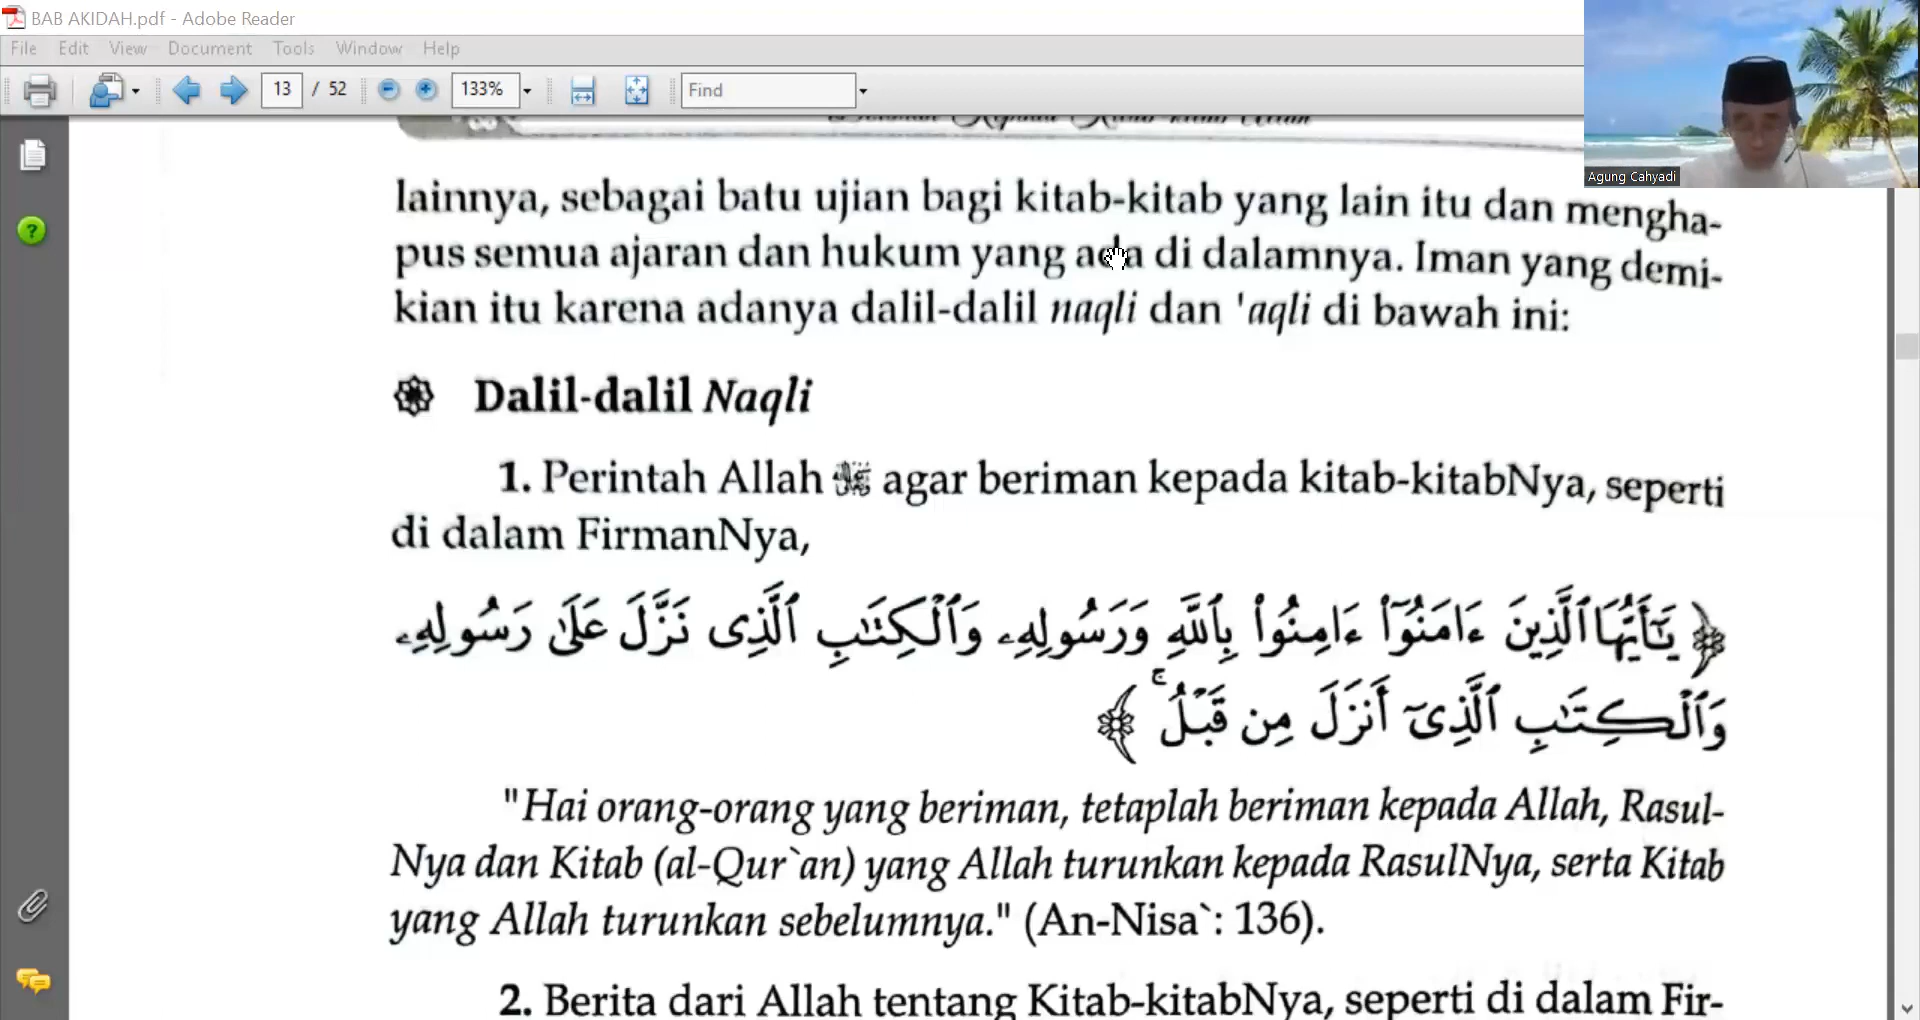 BAB AKIDAH.pdf - Adobe Reader
File Edit View Document Tools Window Help
13 / 52 133% Find
Agung Cahyadi
lainnya, sebagai batu ujian bagi kitab-kitab yang lain itu dan mengha-
pus semua ajaran dan hukum yang ada di dalamnya. Iman yang demi-
kian itu karena adanya dalil-dalil naqli dan 'aqli di bawah ini:
Dalil-dalil Naqli
1. Perintah Allah ﷻ agar beriman kepada kitab-kitabNya, seperti
di dalam FirmanNya,
﴿ يَٰٓأَيُّهَا ٱلَّذِينَ ءَامَنُوٓا۟ ءَامِنُوا۟ بِٱللَّهِ وَرَسُولِهِۦ وَٱلْكِتَٰبِ ٱلَّذِى نَزَّلَ عَلَىٰ رَسُولِهِۦ
وَٱلْكِتَٰبِ ٱلَّذِىٓ أَنزَلَ مِن قَبْلُ ۚ ﴾
"Hai orang-orang yang beriman, tetaplah beriman kepada Allah, Rasul-
Nya dan Kitab (al-Qur`an) yang Allah turunkan kepada RasulNya, serta Kitab
yang Allah turunkan sebelumnya." (An-Nisa`: 136).
2. Berita dari Allah tentang Kitab-kitabNya, seperti di dalam Fir-